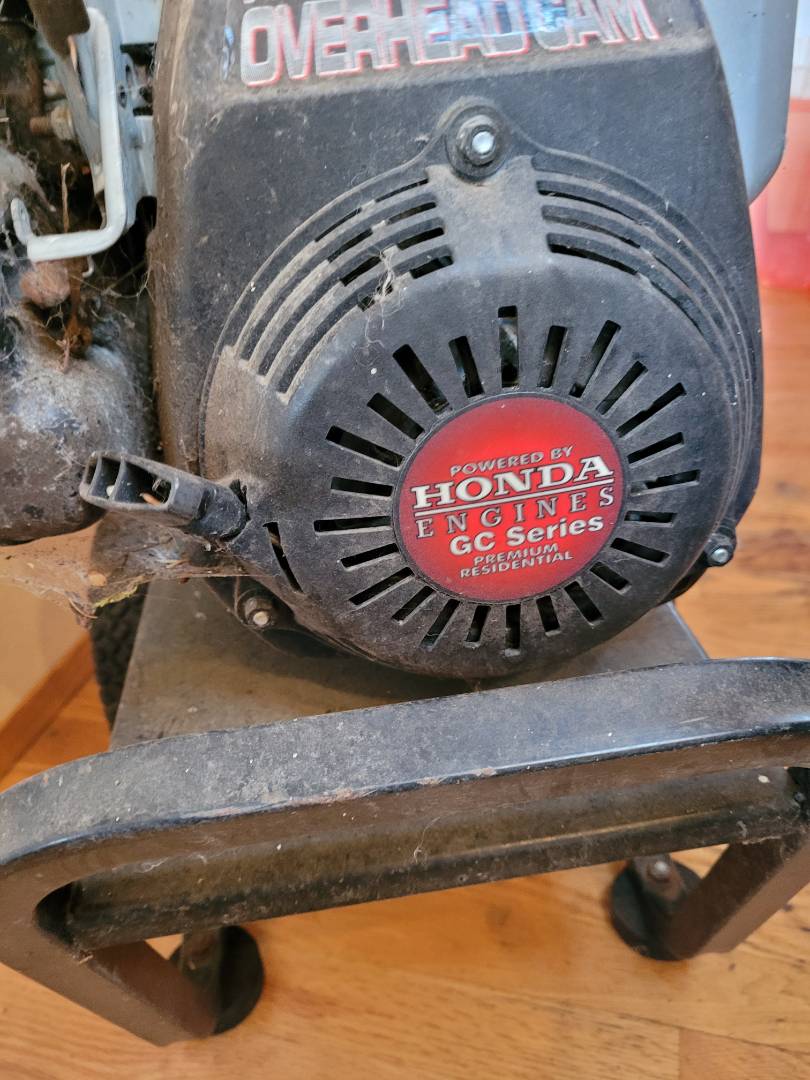 OVERHEAD CAM
POWERED BY
HONDA
ENGINES
GC Series
PREMIUM
RESIDENTIAL